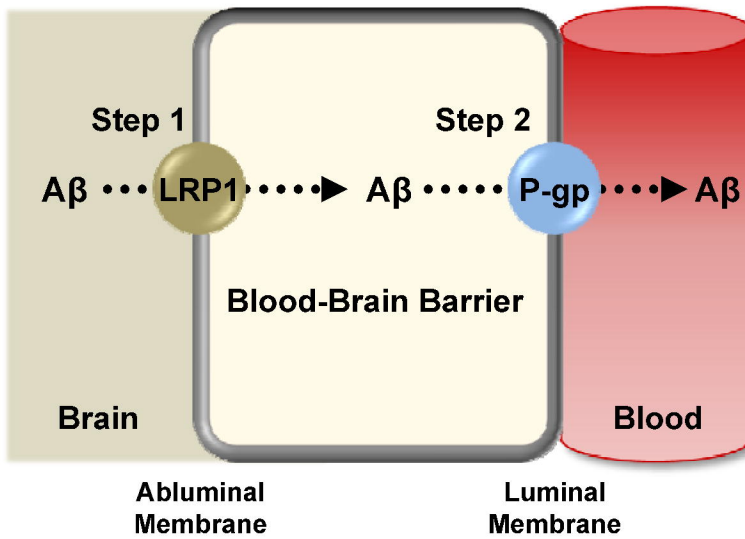 Step 1
Step 2
Aβ
LRP1
Aβ
P-gp
Aβ
Blood-Brain Barrier
Brain
Blood
Abluminal
Membrane
Luminal
Membrane